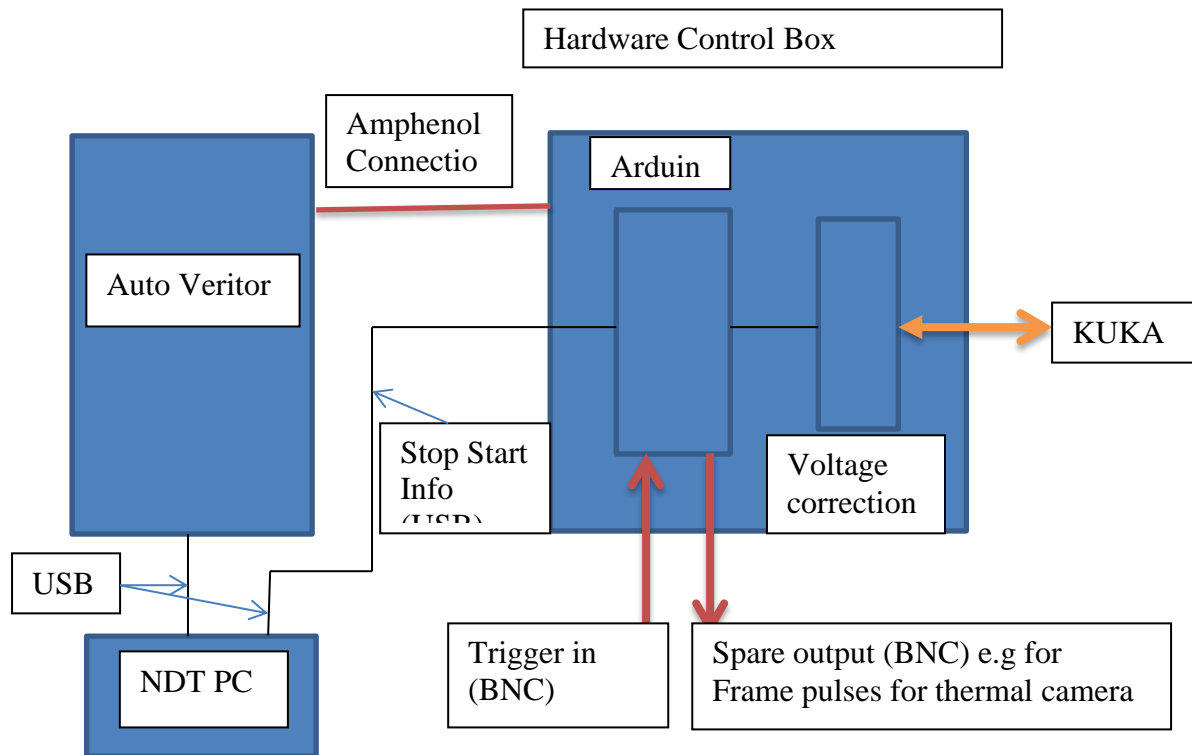 Hardware Control Box
Amphenol
Connectio
Arduin
Auto Veritor
KUKA
Stop Start
Info
(USB)
Voltage
correction
USB
NDT PC
Trigger in
(BNC)
Spare output (BNC) e.g for
Frame pulses for thermal camera